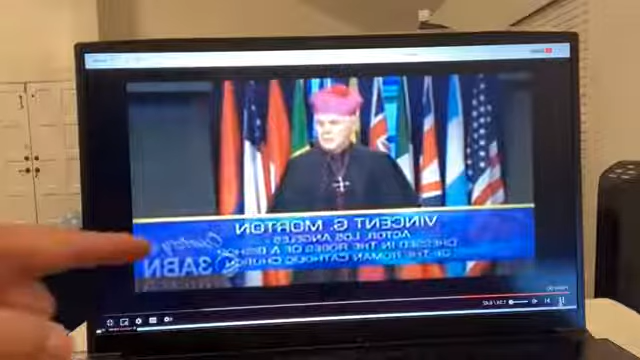 VINCENT G. MORTON
ACTOR, LOS ANGELES
DRESSED IN THE ROBES OF A BISHOP
OF THE ROMAN CATHOLIC CHURCH
3ABN